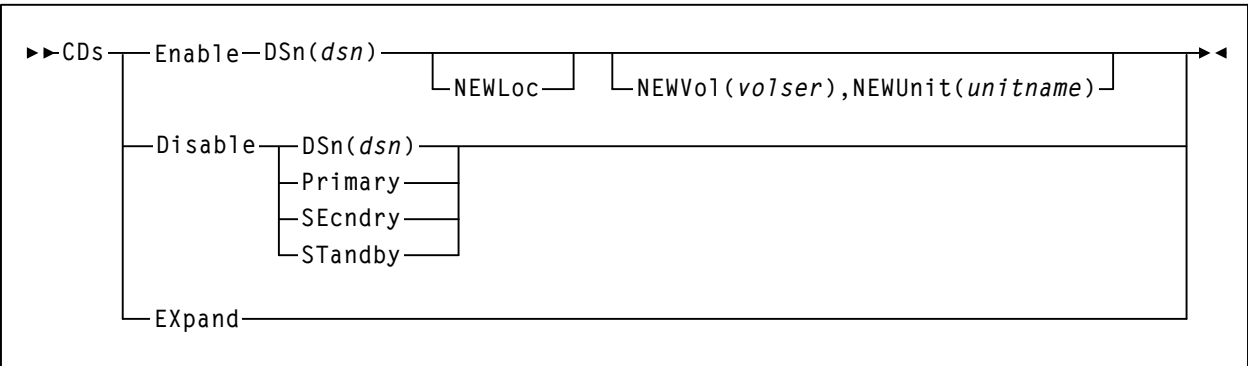 CDs Enable DSn(dsn)
NEWLoc NEWVol(volser),NEWUnit(unitname)
Disable DSn(dsn)
Primary
SEcndry
STandby
EXpand